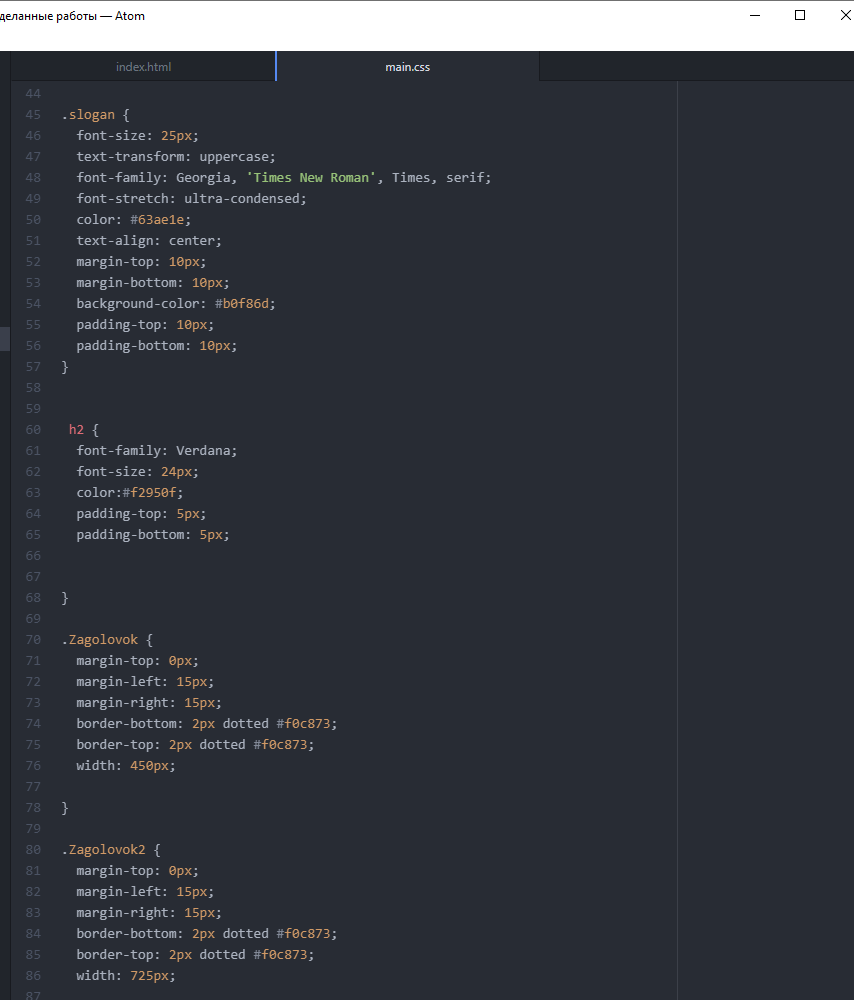 деланные работы — Atom
index.html
main.css
44
45 .slogan {
46 font-size: 25px;
47 text-transform: uppercase;
48 font-family: Georgia, 'Times New Roman', Times, serif;
49 font-stretch: ultra-condensed;
50 color: #63ae1e;
51 text-align: center;
52 margin-top: 10px;
53 margin-bottom: 10px;
54 background-color: #b0f86d;
55 padding-top: 10px;
56 padding-bottom: 10px;
57 }
58
59
60 h2 {
61 font-family: Verdana;
62 font-size: 24px;
63 color:#f2950f;
64 padding-top: 5px;
65 padding-bottom: 5px;
66
67
68 }
69
70 .Zagolovok {
71 margin-top: 0px;
72 margin-left: 15px;
73 margin-right: 15px;
74 border-bottom: 2px dotted #f0c873;
75 border-top: 2px dotted #f0c873;
76 width: 450px;
77
78 }
79
80 .Zagolovok2 {
81 margin-top: 0px;
82 margin-left: 15px;
83 margin-right: 15px;
84 border-bottom: 2px dotted #f0c873;
85 border-top: 2px dotted #f0c873;
86 width: 725px;
87